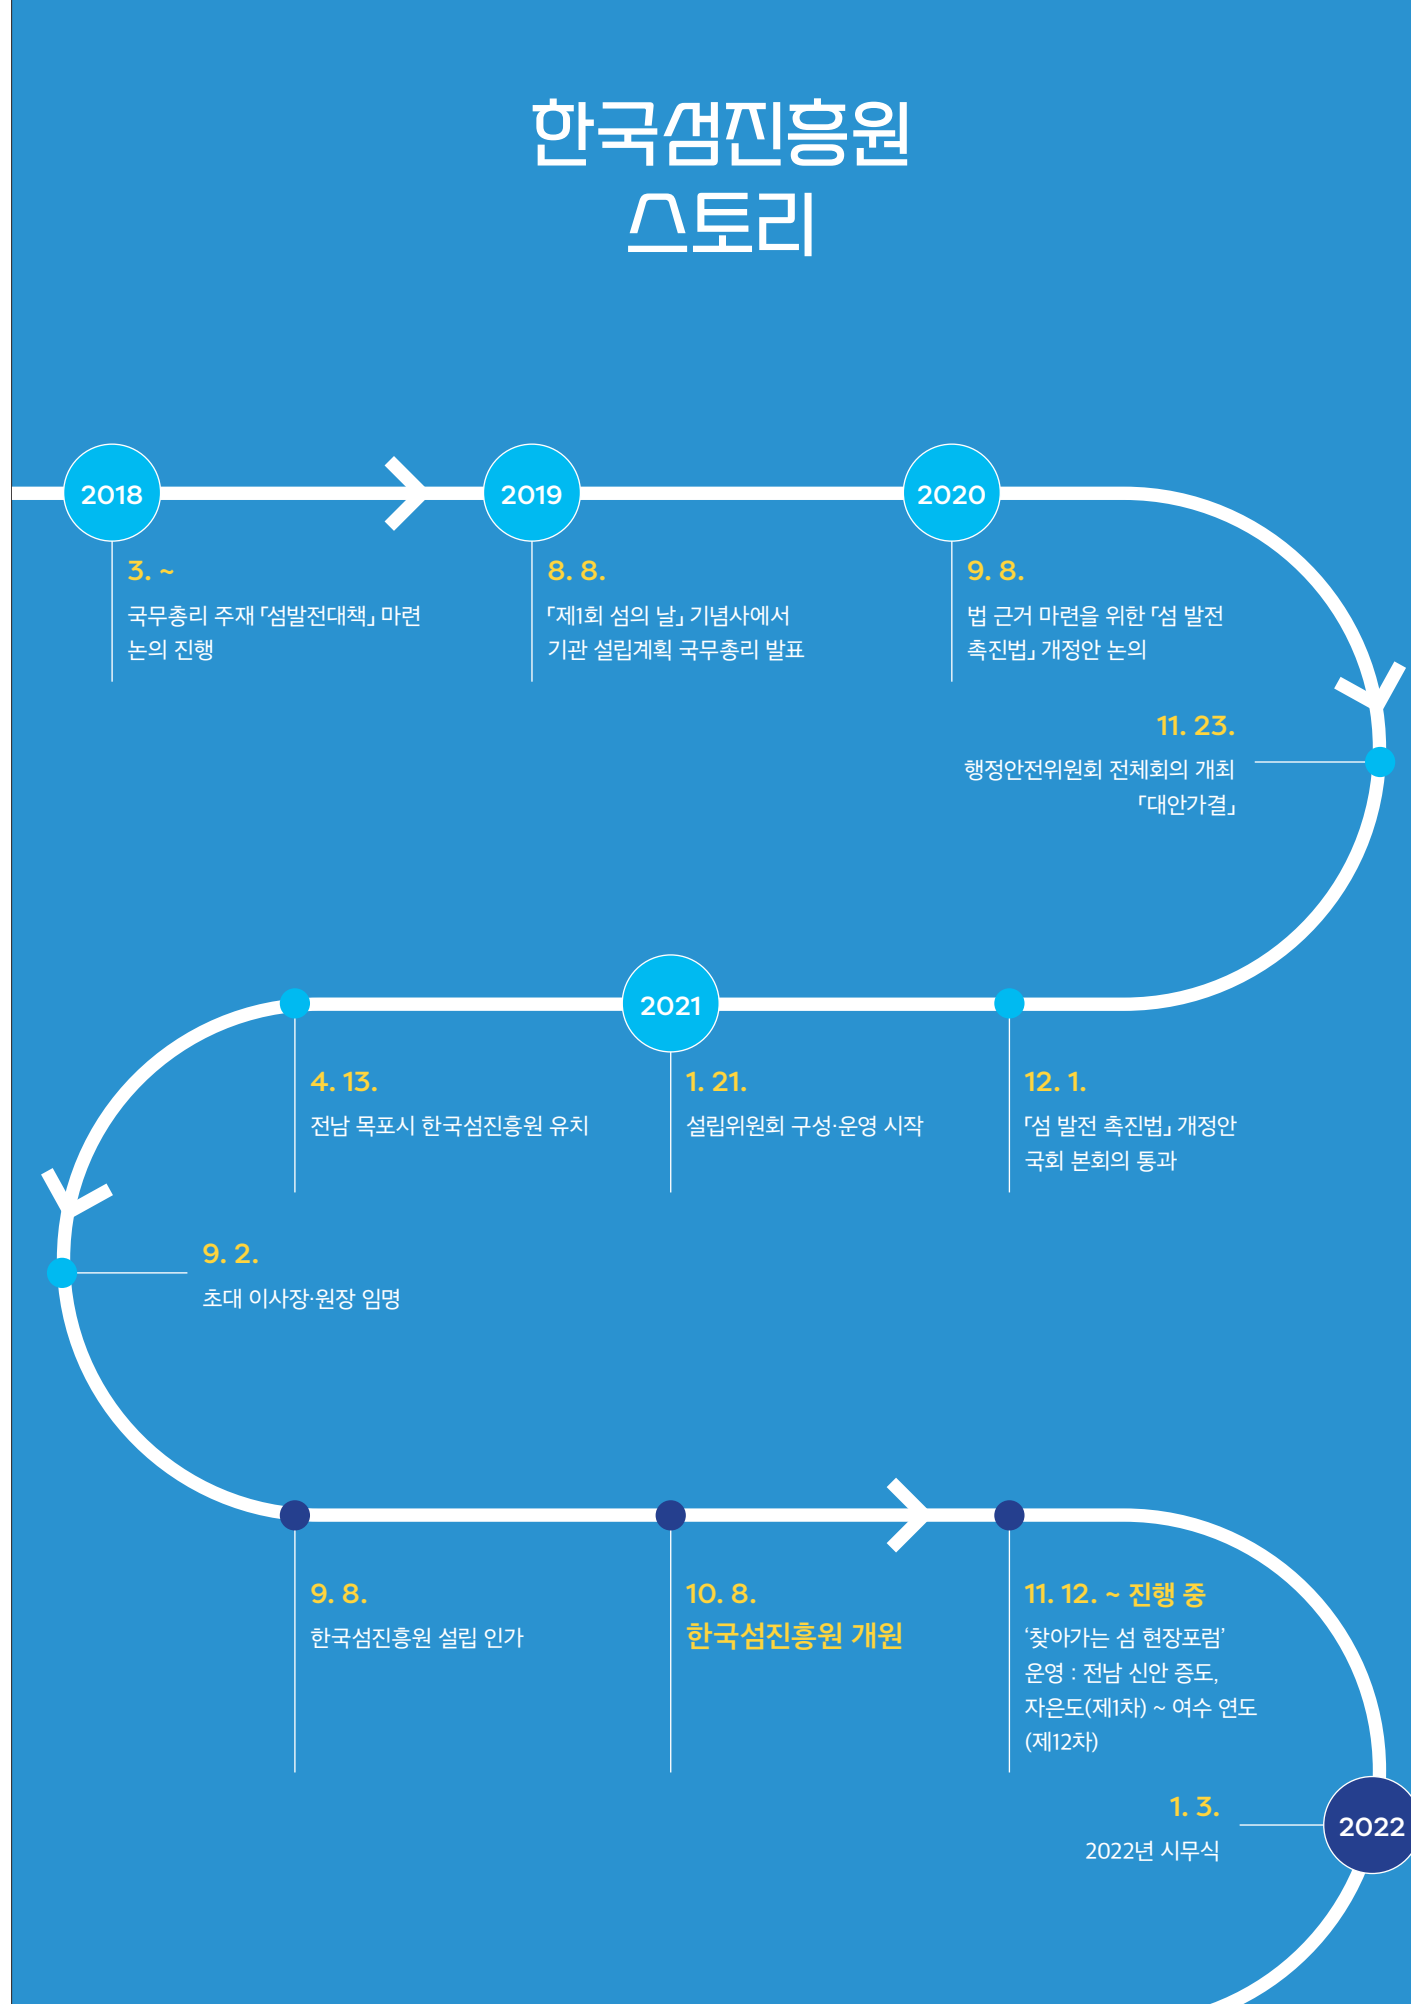 한국섬진흥원
스토리
2018
3. ~
국무총리 주재 「섬발전대책」 마련
논의 진행
2019
8. 8.
「제1회 섬의 날」 기념사에서
기관 설립계획 국무총리 발표
2020
9. 8.
법 근거 마련을 위한 「섬 발전
촉진법」 개정안 논의
11. 23.
행정안전위원회 전체회의 개최
「대안가결」
12. 1.
「섬 발전 촉진법」 개정안
국회 본회의 통과
2021
1. 21.
설립위원회 구성·운영 시작
4. 13.
전남 목포시 한국섬진흥원 유치
9. 2.
초대 이사장·원장 임명
9. 8.
한국섬진흥원 설립 인가
10. 8.
한국섬진흥원 개원
11. 12. ~ 진행 중
‘찾아가는 섬 현장포럼’
운영 : 전남 신안 증도,
자은도(제1차) ~ 여수 연도
(제12차)
2022
1. 3.
2022년 시무식